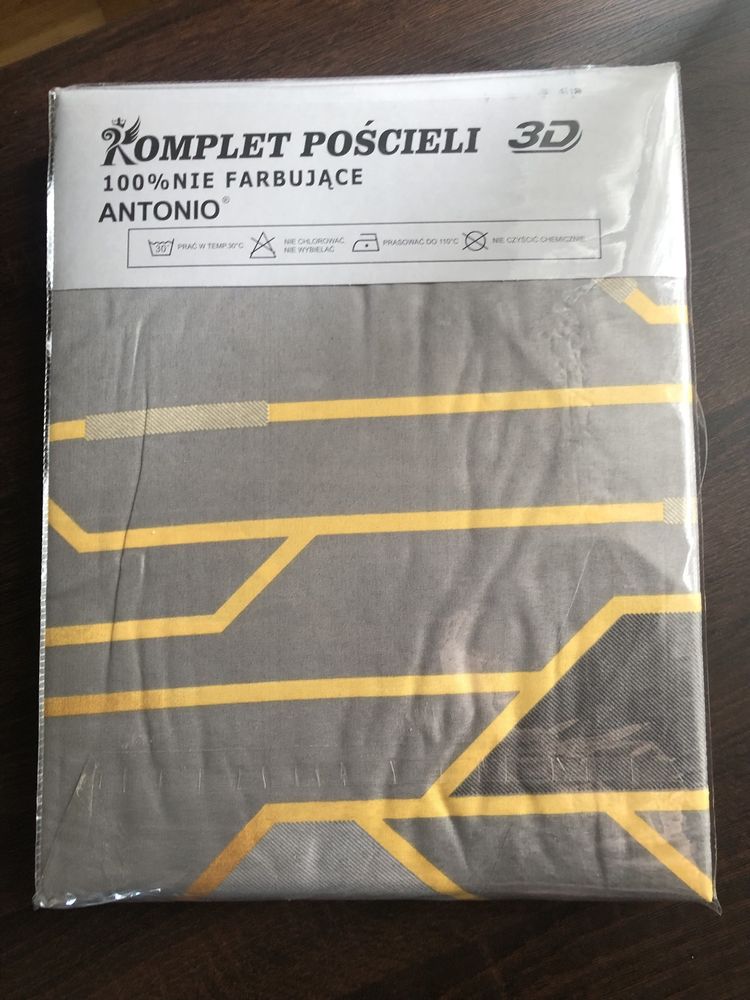 KOMPLET POŚCIELI 3D
100%NIE FARBUJĄCE
ANTONIO®
30° PRAĆ W TEMP.30°C
NIE CHLOROWAĆ,
NIE WYBIELAĆ
PRASOWAĆ DO 110°C
NIE CZYŚCIĆ CHEMICZNIE